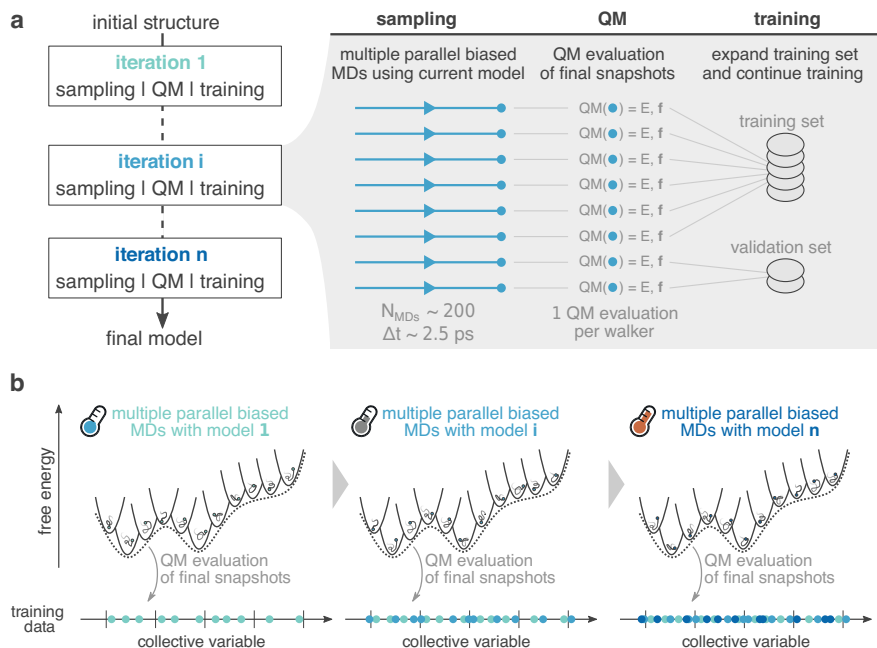 a
initial structure
iteration 1
sampling I QM I training
iteration i
sampling I QM I training
iteration n
sampling I QM I training
final model
sampling
QM
training
multiple parallel biased
MDs using current model
QM evaluation
of final snapshots
expand training set
and continue training
QM(●) = E, f
QM(●) = E, f
QM(●) = E, f
QM(●) = E, f
QM(●) = E, f
QM(●) = E, f
QM(●) = E, f
QM(●) = E, f
training set
validation set
NMDs ~ 200
Δt ~ 2.5 ps
1 QM evaluation
per walker
b
free energy
multiple parallel biased
MDs with model 1
QM evaluation
of final snapshots
multiple parallel biased
MDs with model i
QM evaluation
of final snapshots
multiple parallel biased
MDs with model n
QM evaluation
of final snapshots
training
data
collective variable
collective variable
collective variable